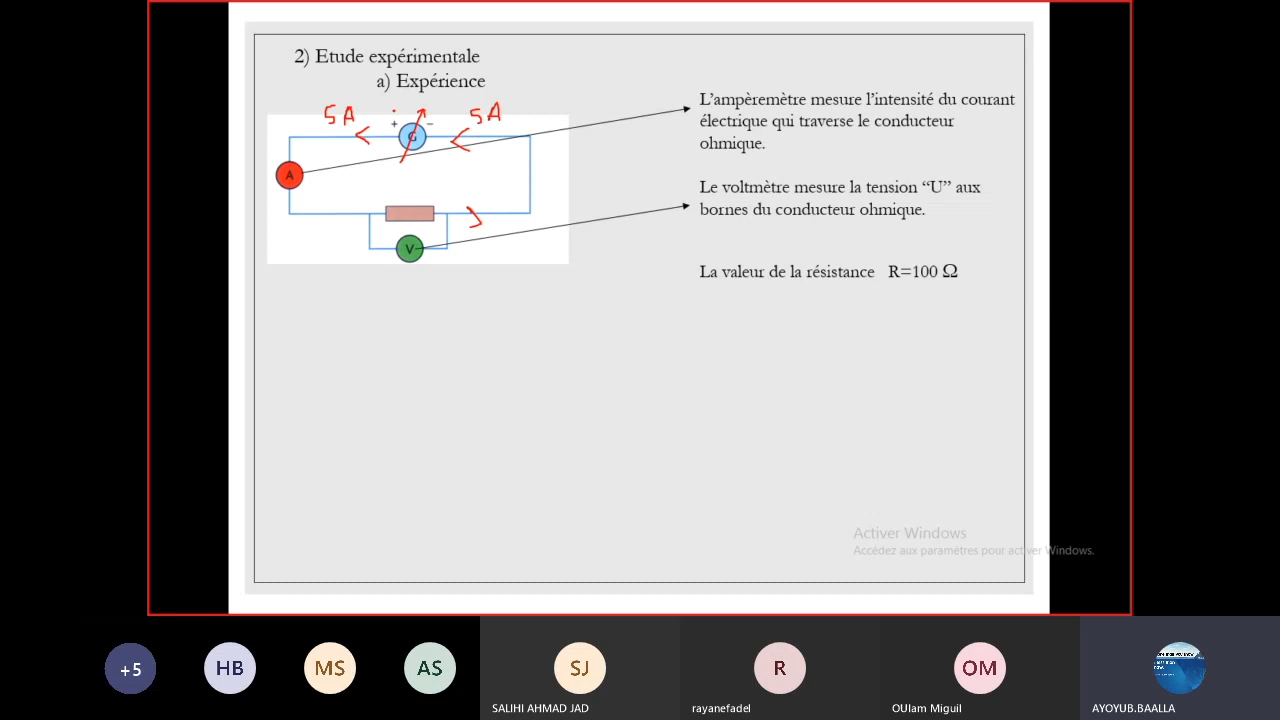 2) Etude expérimentale
a) Expérience
5A
5A
+
–
G
A
V
L’ampèremètre mesure l’intensité du courant
électrique qui traverse le conducteur
ohmique.
Le voltmètre mesure la tension “U” aux
bornes du conducteur ohmique.
La valeur de la résistance R=100 Ω
Activer Windows
Accédez aux paramètres pour activer Windows.
+5
HB
MS
AS
SJ
R
OM
SALIHI AHMAD JAD
rayanefadel
OUlam Miguil
AYOYUB.BAALLA